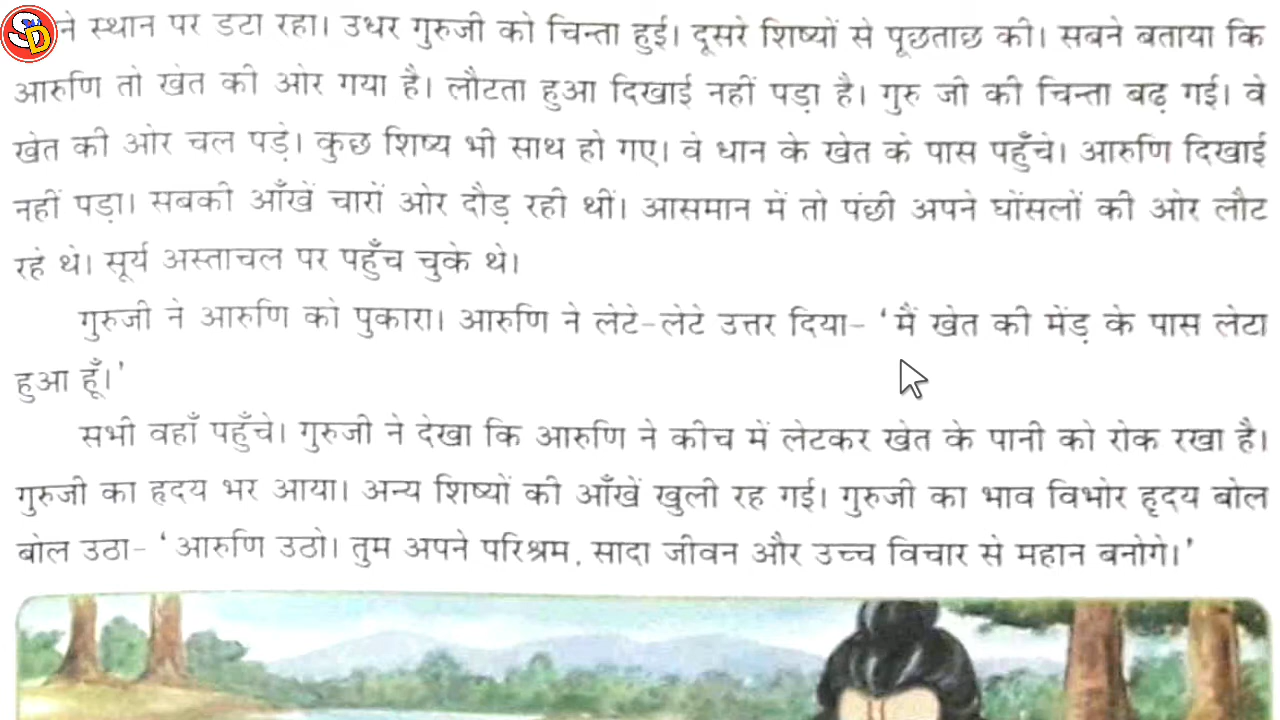 SD
ने स्थान पर डटा रहा। उधर गुरुजी को चिन्ता हुई। दूसरे शिष्यों से पूछताछ की। सबने बताया कि
आरुणि तो खेत की ओर गया है। लौटता हुआ दिखाई नहीं पड़ा है। गुरु जी की चिन्ता बढ़ गई। वे
खेत की ओर चल पड़े। कुछ शिष्य भी साथ हो गए। वे धान के खेत के पास पहुँचे। आरुणि दिखाई
नहीं पड़ा। सबकी आँखें चारों ओर दौड़ रही थीं। आसमान में तो पंछी अपने घोंसलों की ओर लौट
रहे थे। सूर्य अस्ताचल पर पहुँच चुके थे।
गुरुजी ने आरुणि को पुकारा। आरुणि ने लेटे-लेटे उत्तर दिया- 'मैं खेत की मेंड़ के पास लेटा
हुआ हूँ।'
सभी वहाँ पहुँचे। गुरुजी ने देखा कि आरुणि ने कीच में लेटकर खेत के पानी को रोक रखा है।
गुरुजी का हृदय भर आया। अन्य शिष्यों की आँखें खुली रह गई। गुरुजी का भाव विभोर हृदय बोल
बोल उठा- 'आरुणि उठो। तुम अपने परिश्रम, सादा जीवन और उच्च विचार से महान बनोगे।'